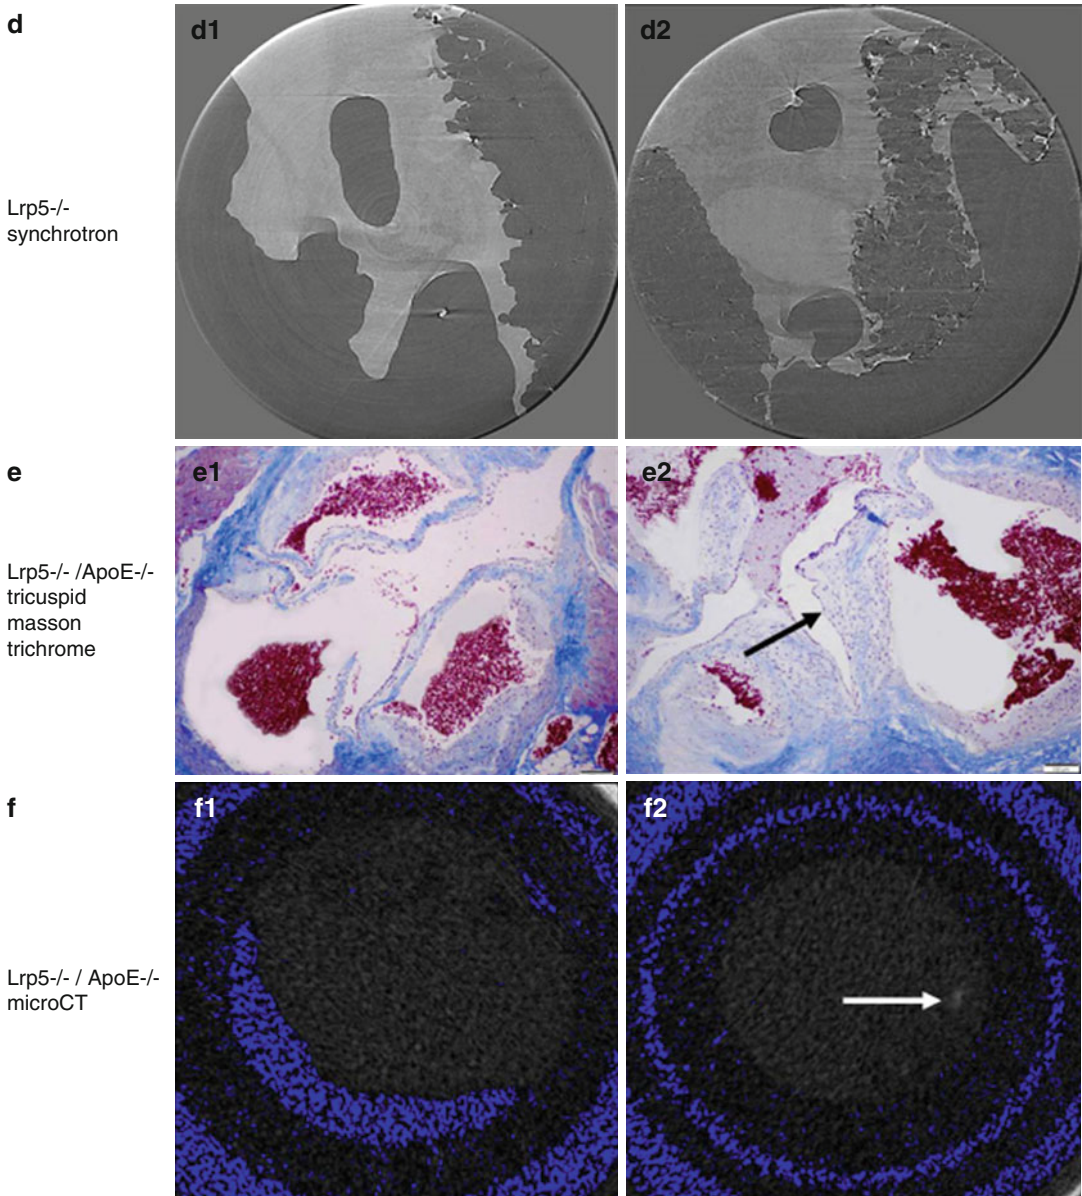 d
d1
d2
Lrp5-/-
synchrotron
e
e1
e2
Lrp5-/- /ApoE-/-
tricuspid
masson
trichrome
f
f1
f2
Lrp5-/- / ApoE-/-
microCT